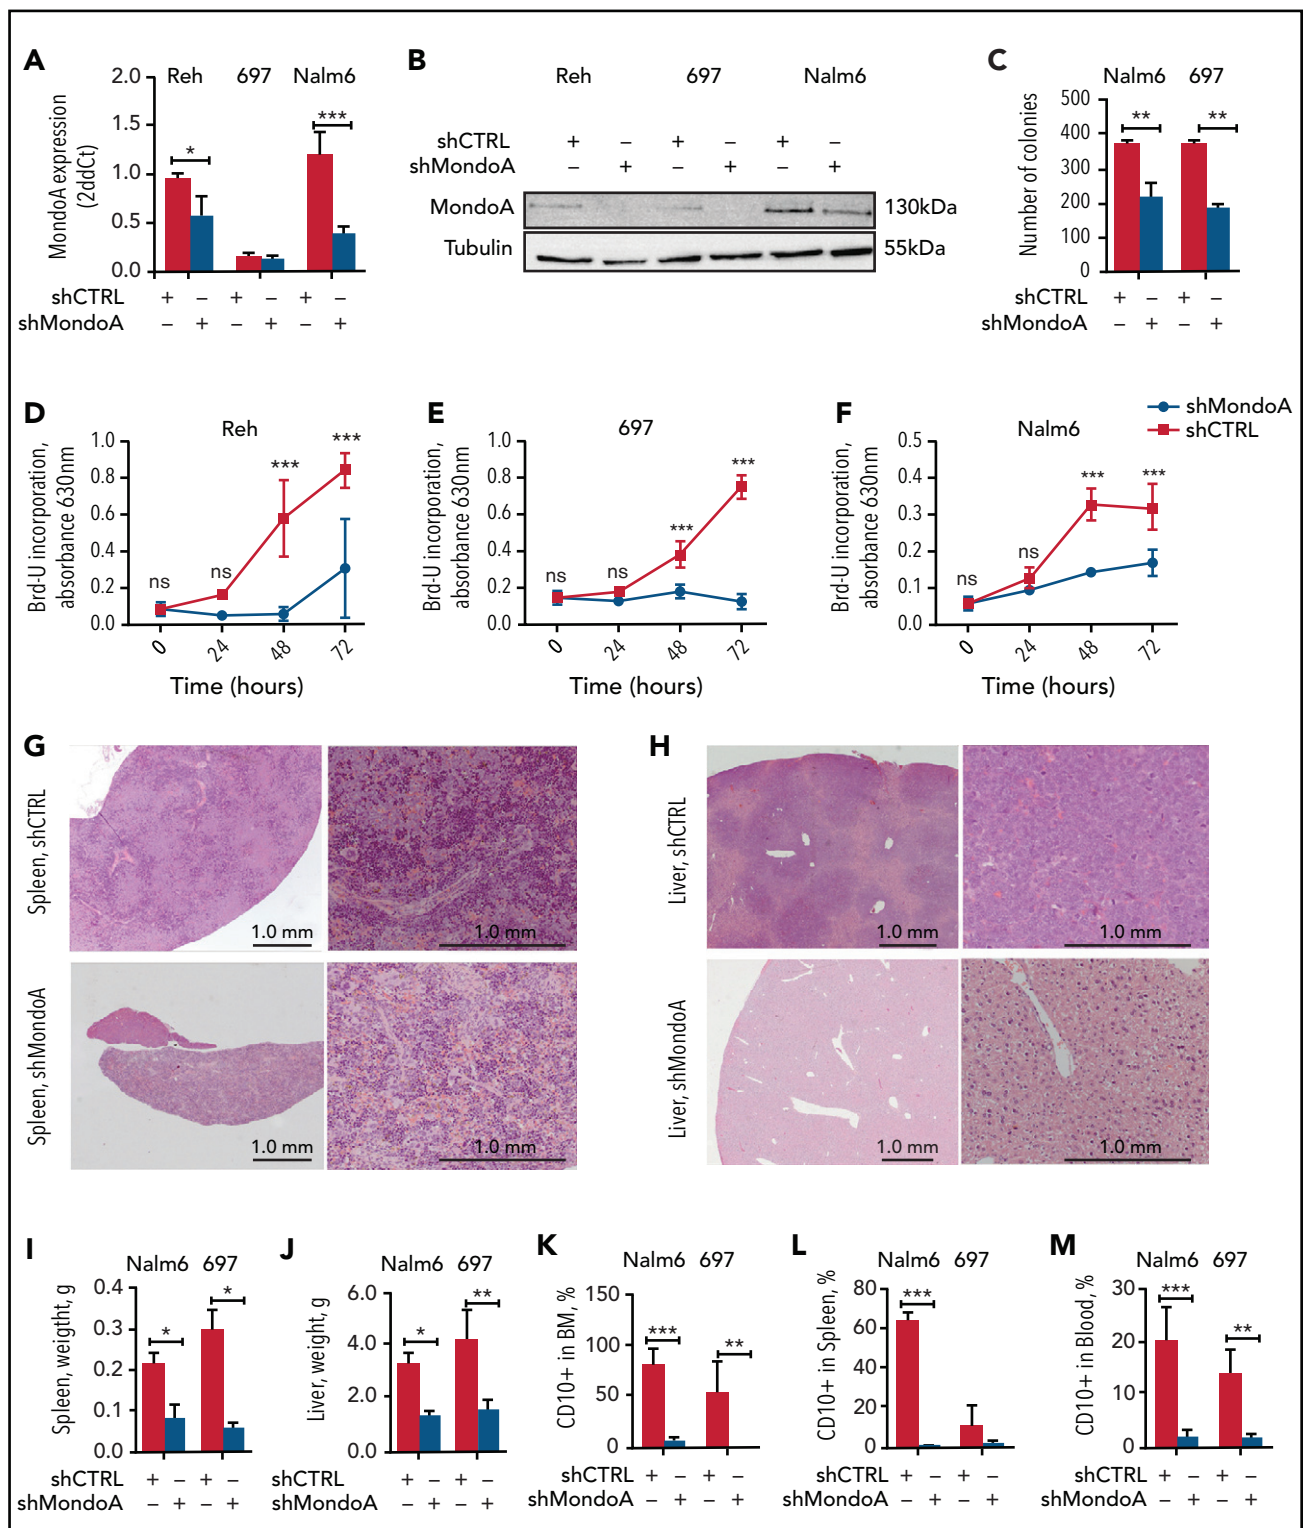 A
Reh 697 Nalm6
MondoA expression
(2ddCt)
2.0
1.5
1.0
0.5
0.0
* ***
shCTRL + – + – + –
shMondoA – + – + – +
B
Reh 697 Nalm6
shCTRL + – + – + –
shMondoA – + – + – +
MondoA 130kDa
Tubulin 55kDa
C
Nalm6 697
Number of colonies
500
400
300
200
100
0
** **
shCTRL + – + –
shMondoA – + – +
D
Reh
Brd-U incorporation,
absorbance 630nm
1.0
0.8
0.6
0.4
0.2
0.0
ns ns *** ***
0 24 48 72
Time (hours)
E
697
Brd-U incorporation,
absorbance 630nm
1.0
0.8
0.6
0.4
0.2
0.0
ns ns *** ***
0 24 48 72
Time (hours)
F
Nalm6
shMondoA
shCTRL
Brd-U incorporation,
absorbance 630nm
0.5
0.4
0.3
0.2
0.1
0.0
ns ns *** ***
0 24 48 72
Time (hours)
G
Spleen, shCTRL
1.0 mm 1.0 mm
Spleen, shMondoA
1.0 mm 1.0 mm
H
Liver, shCTRL
1.0 mm 1.0 mm
Liver, shMondoA
1.0 mm 1.0 mm
I
Nalm6 697
Spleen, weigtht, g
0.4
0.3
0.2
0.1
0.0
* *
shCTRL + – + –
shMondoA – + – +
J
Nalm6 697
Liver, weight, g
6.0
4.0
2.0
0.0
* **
shCTRL + – + –
shMondoA – + – +
K
Nalm6 697
CD10+ in BM, %
150
100
50
0
*** **
shCTRL + – + –
shMondoA – + – +
L
Nalm6 697
CD10+ in Spleen, %
80
60
40
20
0
***
shCTRL + – + –
shMondoA – + – +
M
Nalm6 697
CD10+ in Blood, %
30
20
10
0
*** **
shCTRL + – + –
shMondoA – + – +